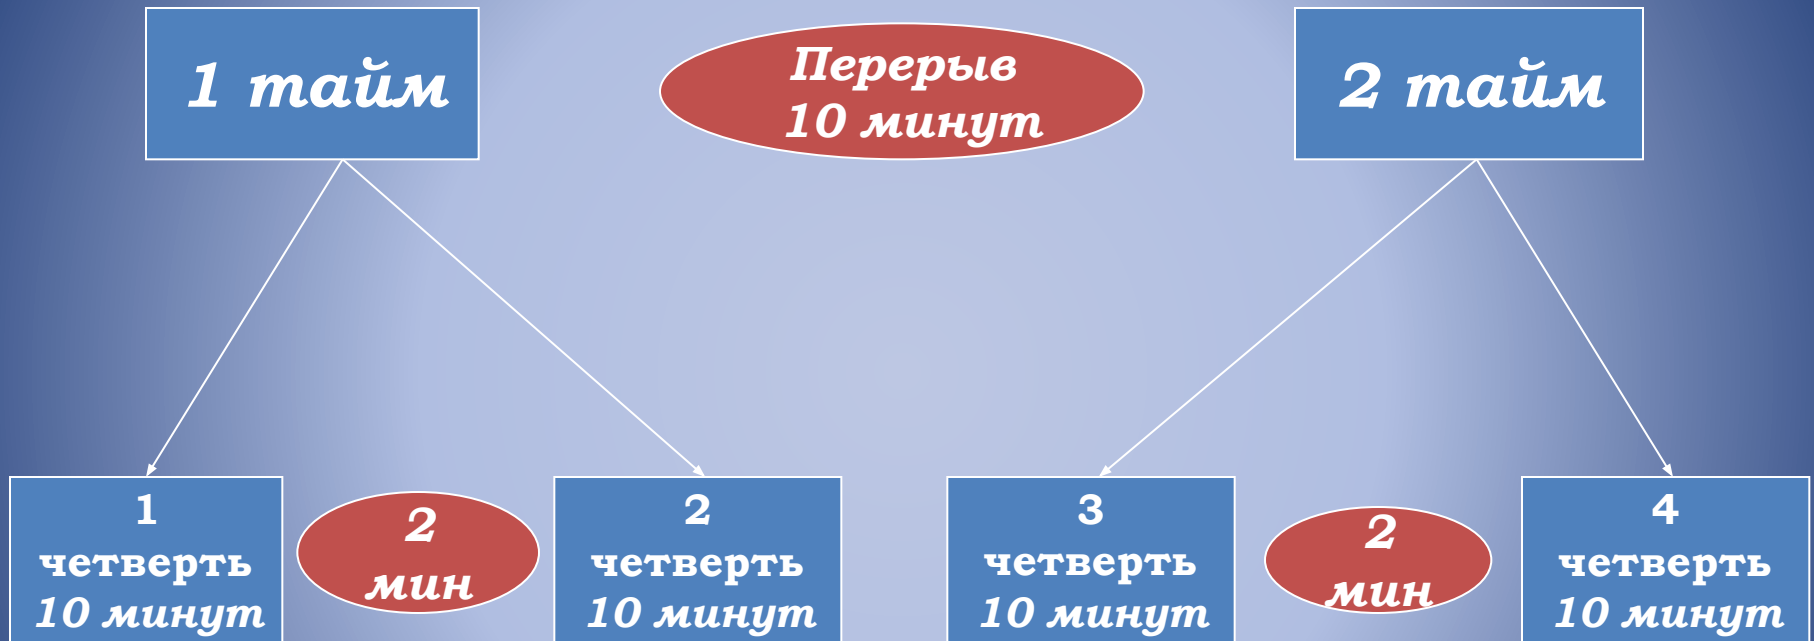 1 тайм
Перерыв
10 минут
2 тайм
1
четверть
10 минут
2
мин
2
четверть
10 минут
3
четверть
10 минут
2
мин
4
четверть
10 минут